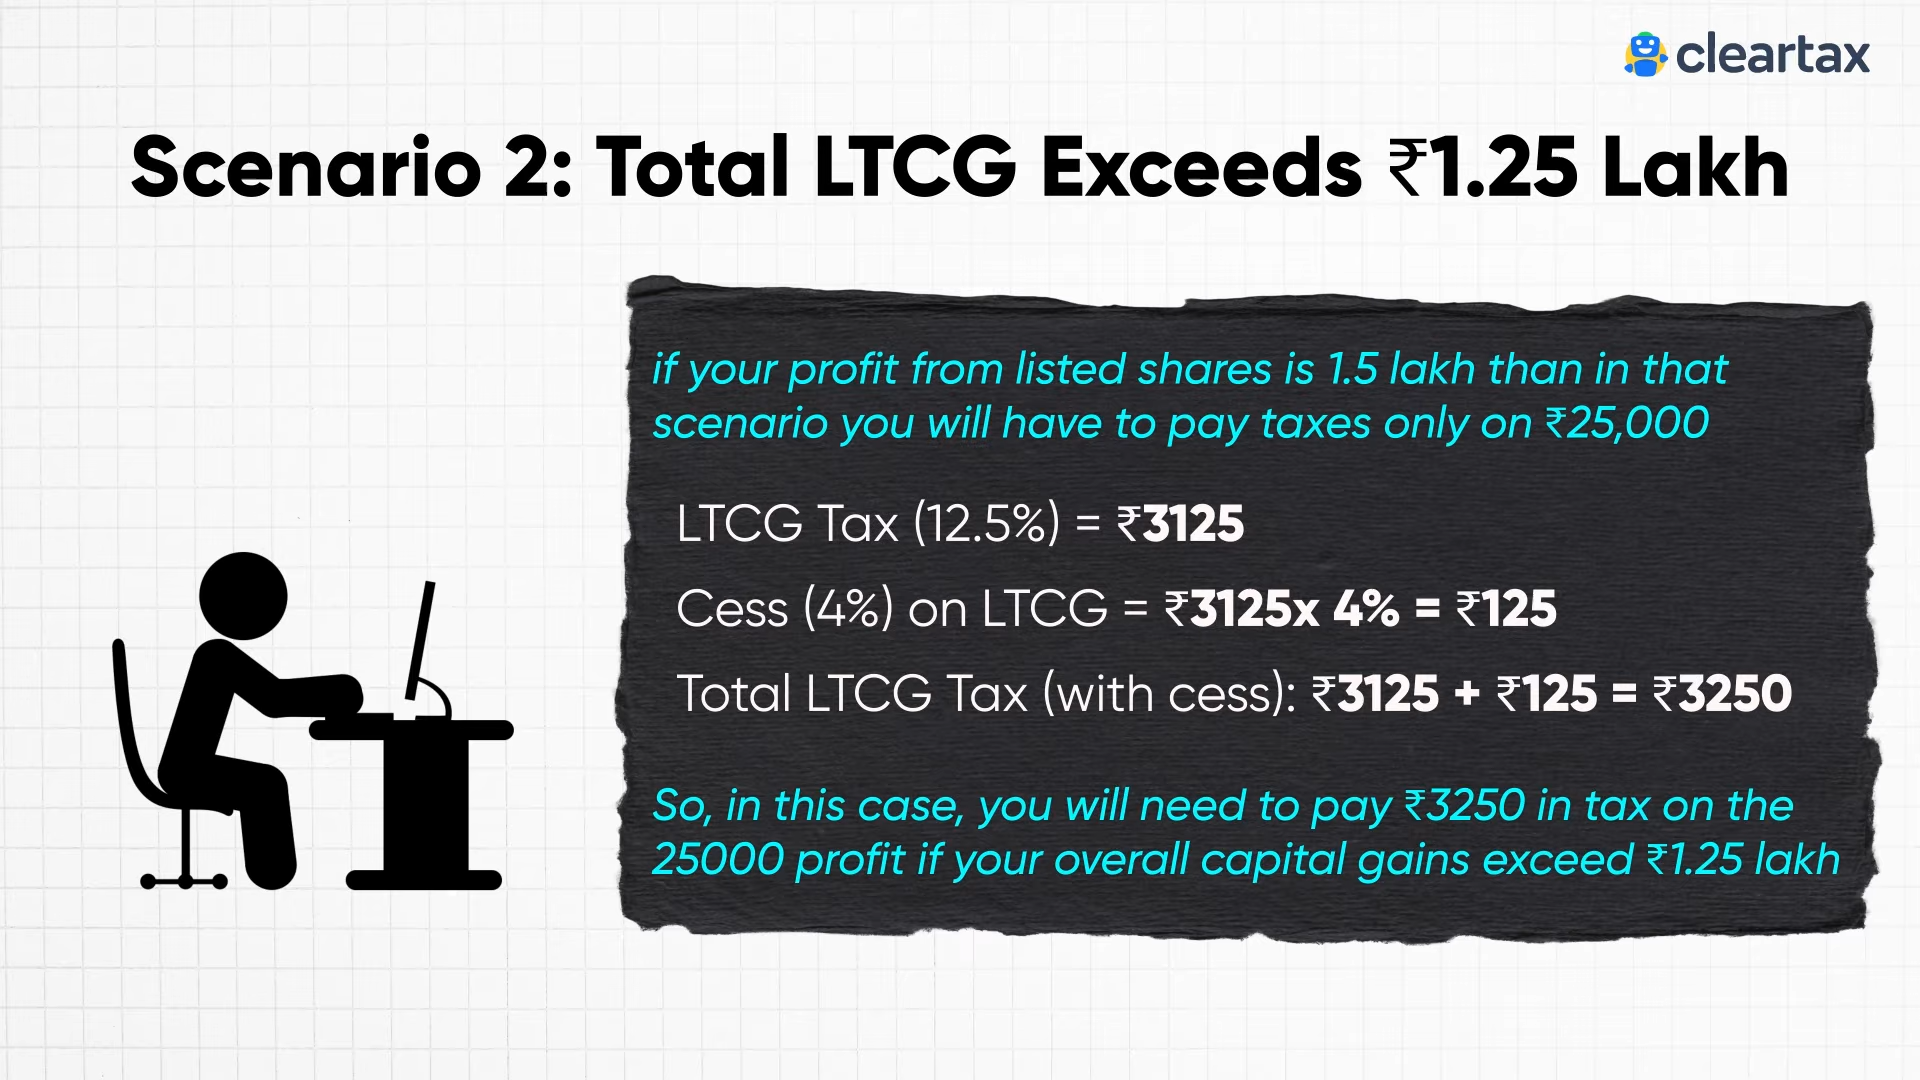 cleartax
Scenario 2: Total LTCG Exceeds ₹1.25 Lakh
if your profit from listed shares is 1.5 lakh than in that
scenario you will have to pay taxes only on ₹25,000
LTCG Tax (12.5%) = ₹3125
Cess (4%) on LTCG = ₹3125x 4% = ₹125
Total LTCG Tax (with cess): ₹3125 + ₹125 = ₹3250
So, in this case, you will need to pay ₹3250 in tax on the
25000 profit if your overall capital gains exceed ₹1.25 lakh